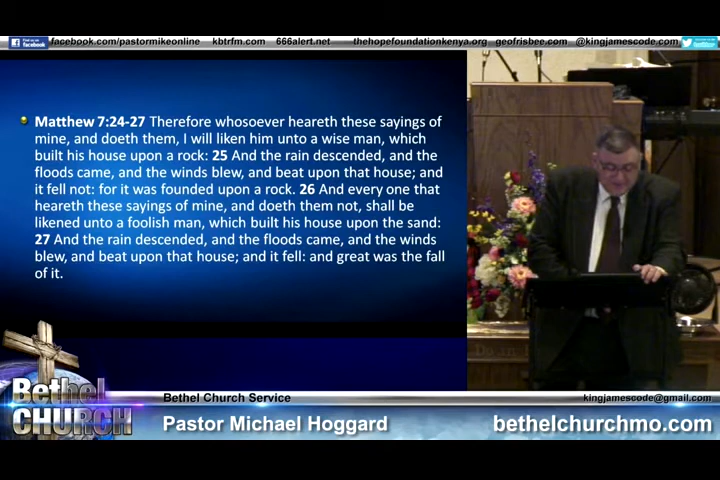 Find us on facebook facebook.com/pastormikeonline kbtrfm.com 666alert.net thehopefoundationkenya.org geofrisbee.com @kingjamescode.com twitter
Matthew 7:24-27 Therefore whosoever heareth these sayings of
mine, and doeth them, I will liken him unto a wise man, which
built his house upon a rock: 25 And the rain descended, and the
floods came, and the winds blew, and beat upon that house; and
it fell not: for it was founded upon a rock. 26 And every one that
heareth these sayings of mine, and doeth them not, shall be
likened unto a foolish man, which built his house upon the sand:
27 And the rain descended, and the floods came, and the winds
blew, and beat upon that house; and it fell: and great was the fall
of it.
Bethel
CHURCH
Bethel Church Service kingjamescode@gmail.com
Pastor Michael Hoggard bethelchurchmo.com